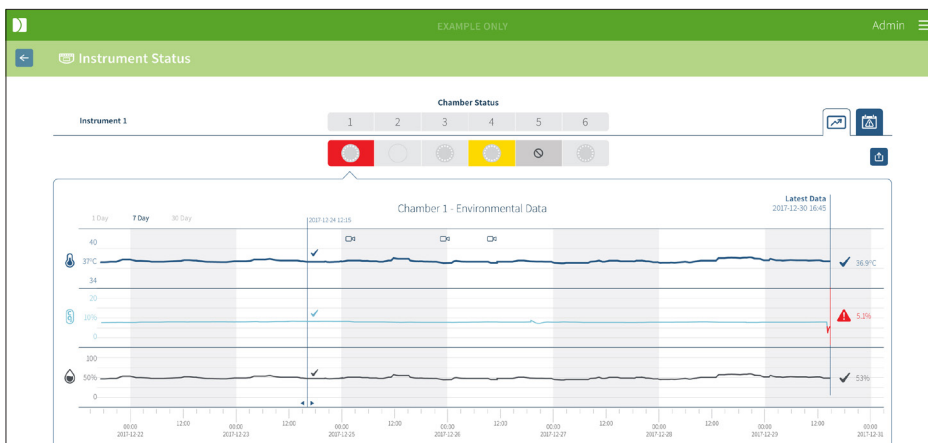 EXAMPLE ONLY
Admin
Instrument Status
Chamber Status
Instrument 1
1 2 3 4 5 6
Latest Data
2017-12-30 16:45
Chamber 1 - Environmental Data
1 Day 7 Day 30 Day
2017-12-24 12:15
40
37°C
36.9°C
34
20
10%
5.1%
0
100
50%
53%
0
00:00 12:00 00:00 12:00 00:00 12:00 00:00 12:00 00:00 12:00 00:00 12:00 00:00 12:00 00:00
2017-12-22 2017-12-23 2017-12-25 2017-12-26 2017-12-27 2017-12-28 2017-12-29 2017-12-31